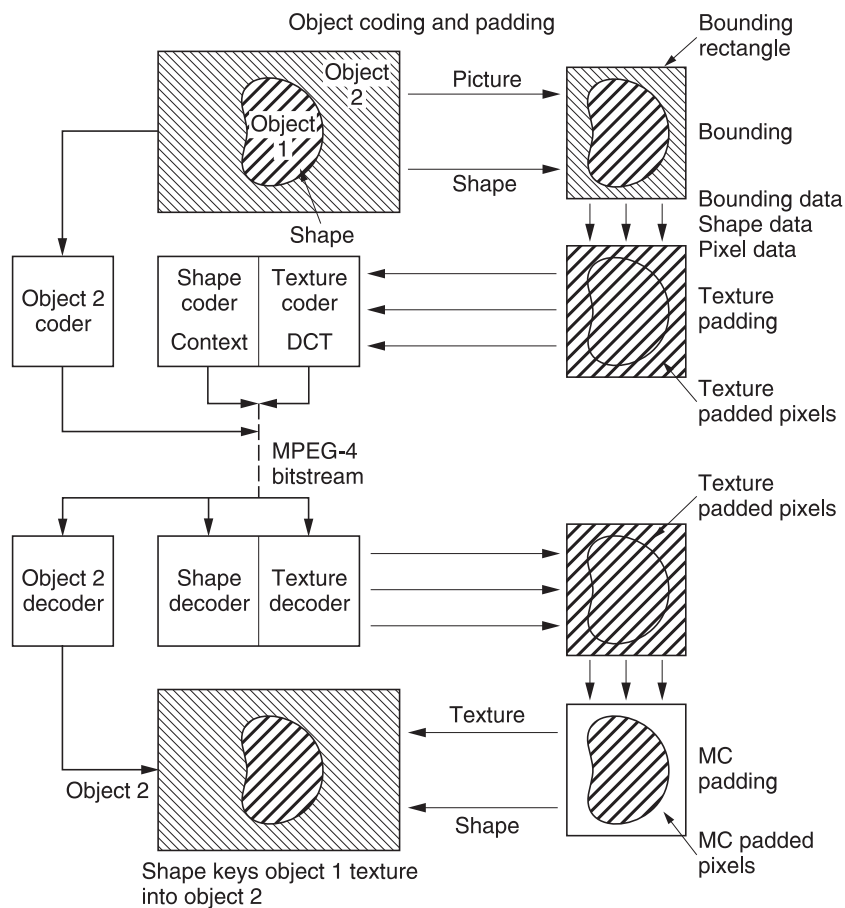 Object coding and padding
Bounding
rectangle
Object
2
Object
1
Picture
Bounding
Shape
Shape
Bounding data
Shape data
Pixel data
Object 2
coder
Shape
coder
Context
Texture
coder
DCT
Texture
padding
Texture
padded pixels
MPEG-4
bitstream
Texture
padded pixels
Object 2
decoder
Shape
decoder
Texture
decoder
Texture
MC
padding
Object 2
Shape
MC padded
pixels
Shape keys object 1 texture
into object 2